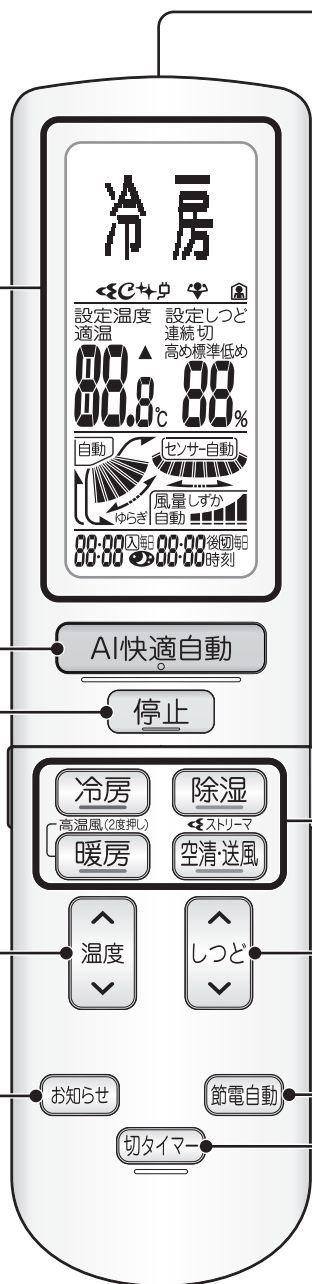 冷房
設定温度 設定しつど
適温 連続 切
高め標準低め
88.8℃ 88%
自動 センサー自動
ゆらぎ 風量 しずか
自動
88:88 入 毎日 88:88 後 切 毎日
時刻
AI快適自動
停止
冷房 除湿
高温風(2度押し) ストリーマ
暖房 空清・送風
温度 しつど
お知らせ 節電自動
切タイマー